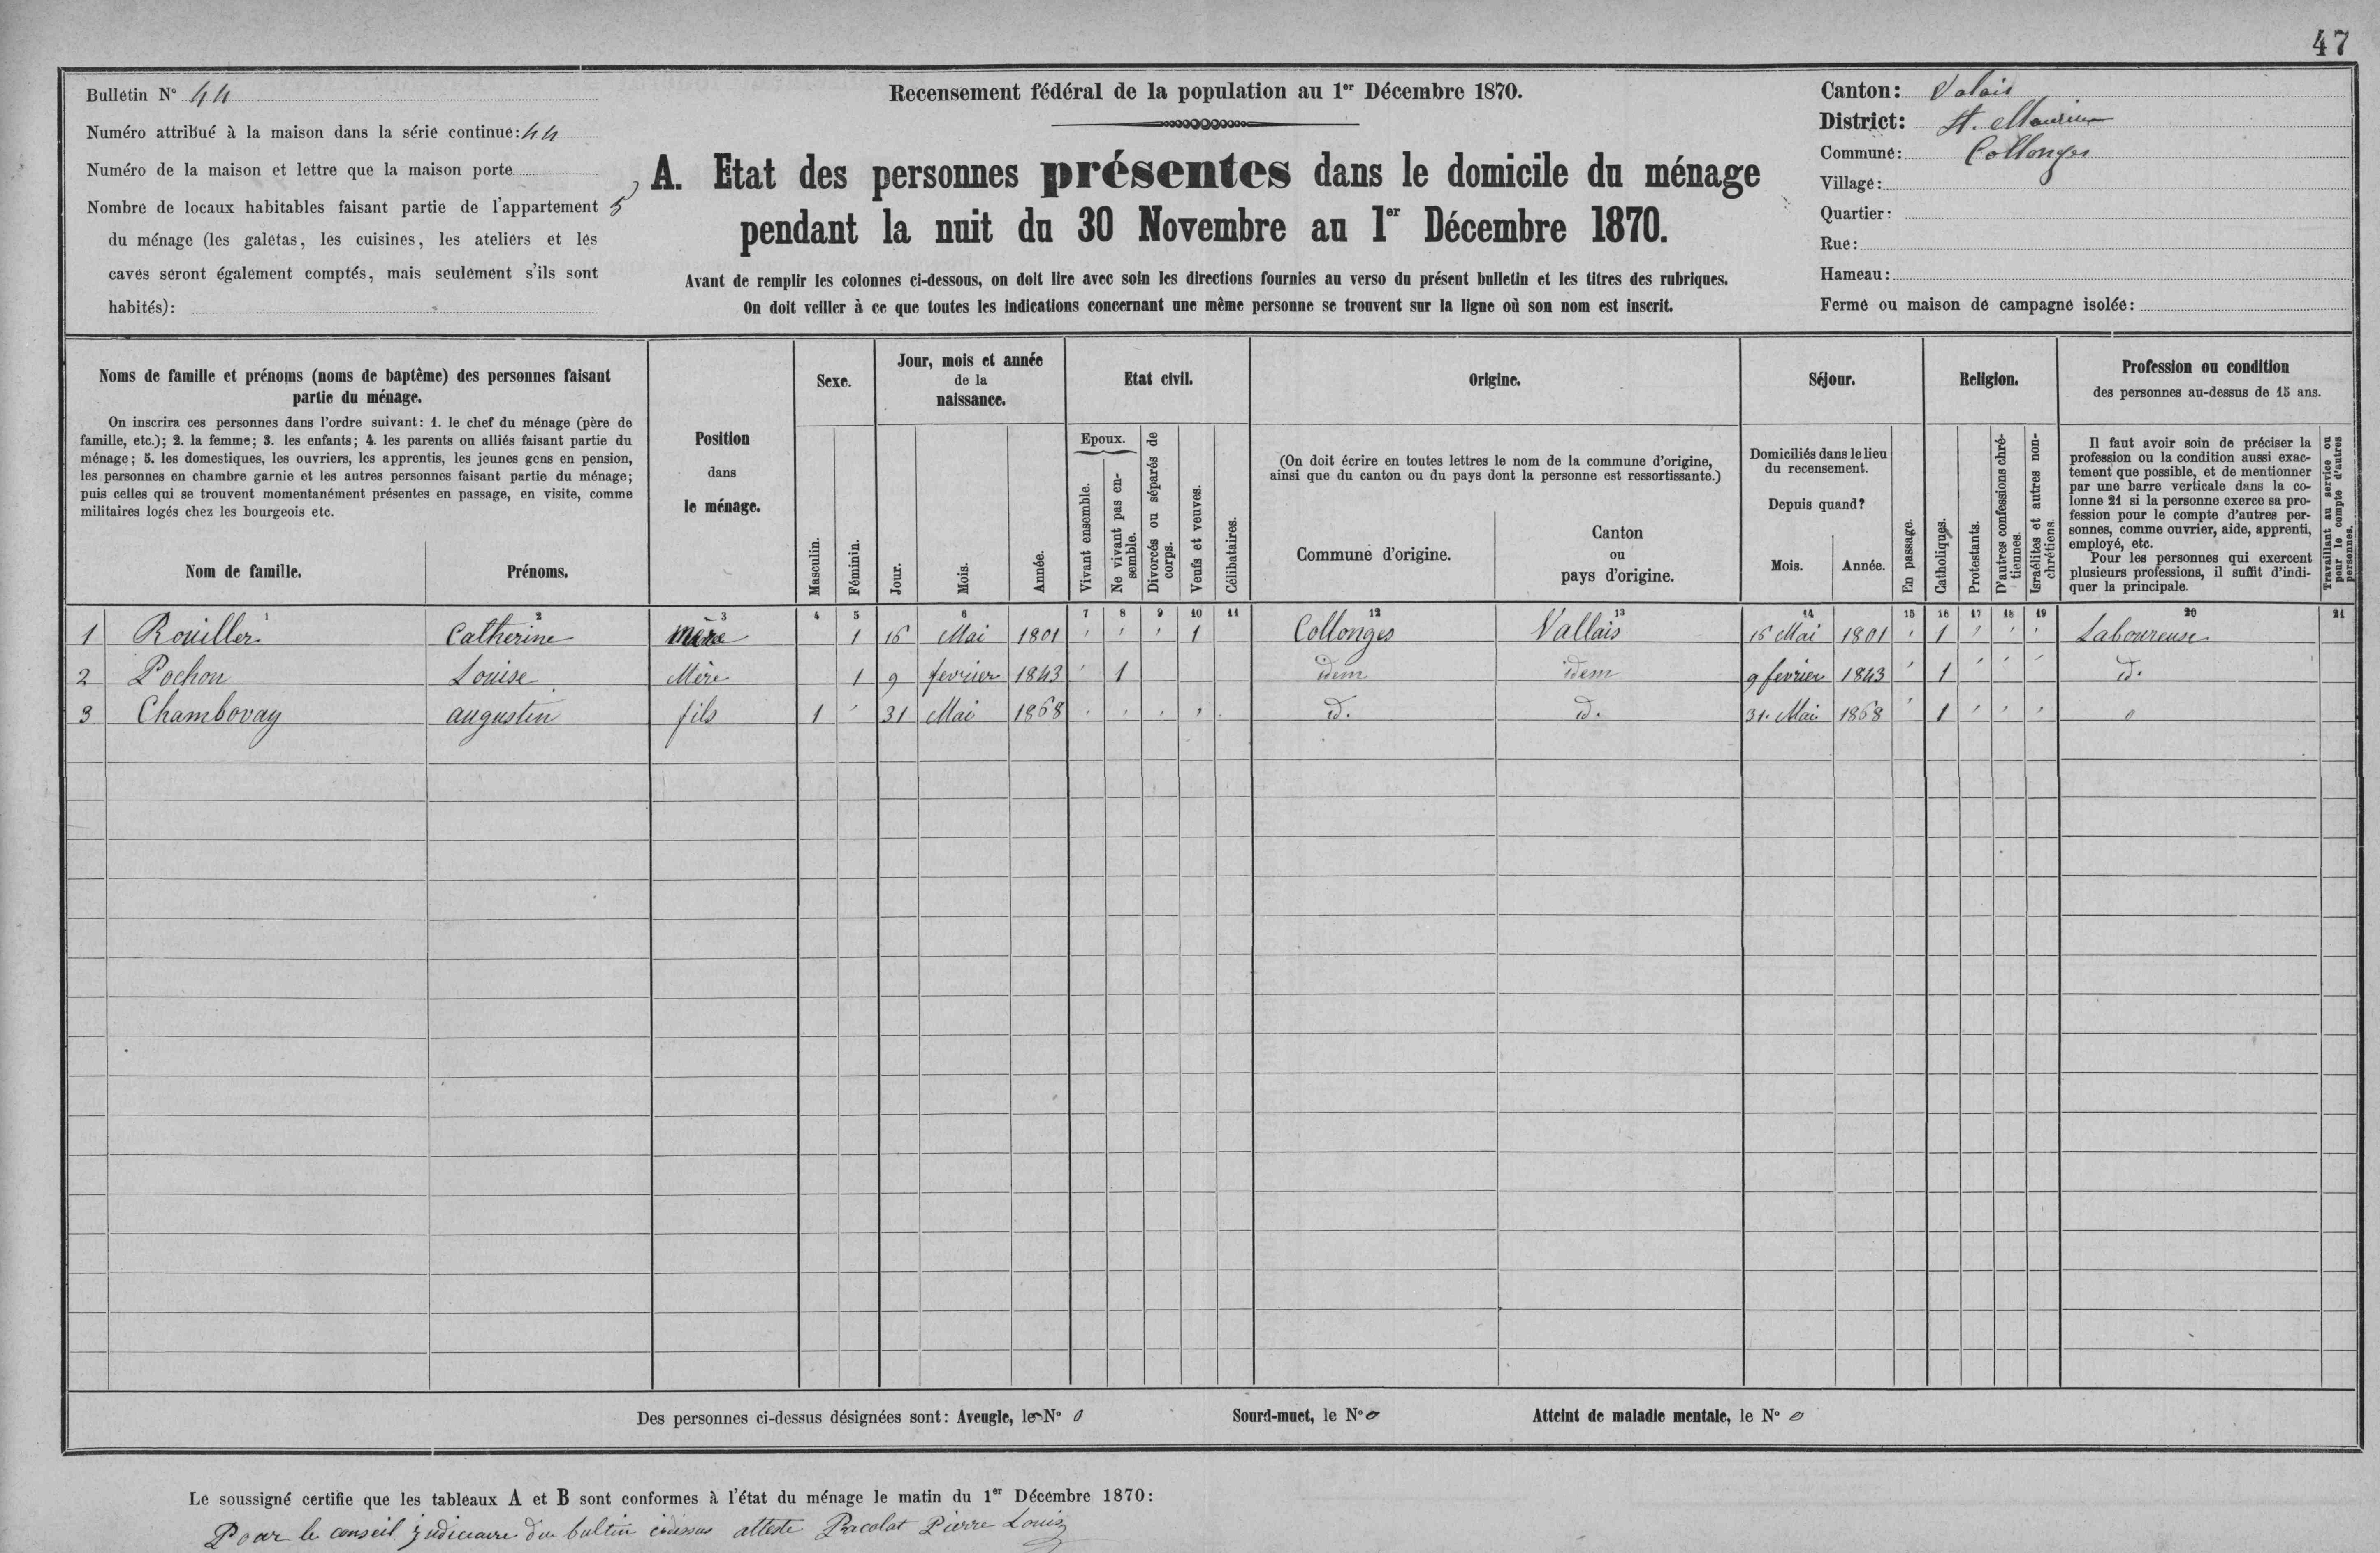 47
Bulletin N° 44
Numéro attribué à la maison dans la série continue: 44
Numéro de la maison et lettre que la maison porte
Nombre de locaux habitables faisant partie de l'appartement 5
du ménage (les galetas, les cuisines, les ateliers et les
caves seront également comptés, mais seulement s'ils sont
habités):
Recensement fédéral de la population au 1er Décembre 1870.
A. Etat des personnes présentes dans le domicile du ménage
pendant la nuit du 30 Novembre au 1er Décembre 1870.
Avant de remplir les colonnes ci-dessous, on doit lire avec soin les directions fournies au verso du présent bulletin et les titres des rubriques.
On doit veiller à ce que toutes les indications concernant une même personne se trouvent sur la ligne où son nom est inscrit.
Canton: Valais
District: St. Maurice
Commune: Collonges
Village:
Quartier:
Rue:
Hameau:
Ferme ou maison de campagne isolée:
Noms de famille et prénoms (noms de baptême) des personnes faisant
partie du ménage.
On inscrira ces personnes dans l'ordre suivant: 1. le chef du ménage (père de
famille, etc.); 2. la femme; 3. les enfants; 4. les parents ou alliés faisant partie du
ménage; 5. les domestiques, les ouvriers, les apprentis, les jeunes gens en pension,
les personnes en chambre garnie et les autres personnes faisant partie du ménage;
puis celles qui se trouvent momentanément présentes en passage, en visite, comme
militaires logés chez les bourgeois etc.
Nom de famille.
Prénoms.
Position
dans
le ménage.
Sexe.
Masculin.
Féminin.
Jour, mois et année
de la
naissance.
Jour.
Mois.
Année.
Etat civil.
Epoux.
Vivant ensemble.
Ne vivant pas en-
semble.
Divorcés ou séparés de
corps.
Veufs et veuves.
Célibataires.
Origine.
(On doit écrire en toutes lettres le nom de la commune d'origine,
ainsi que du canton ou du pays dont la personne est ressortissante.)
Commune d'origine.
Canton
ou
pays d'origine.
Séjour.
Domiciliés dans le lieu
du recensement.
Depuis quand?
Mois.
Année.
En passage.
Religion.
Catholiques.
Protestants.
D'autres confessions chré-
tiennes.
Israélites et autres non-
chrétiens.
Profession ou condition
des personnes au-dessus de 15 ans.
Il faut avoir soin de préciser la
profession ou la condition aussi exac-
tement que possible, et de mentionner
par une barre verticale dans la co-
lonne 21 si la personne exerce sa pro-
fession pour le compte d'autres per-
sonnes, comme ouvrier, aide, apprenti,
employé, etc.
Pour les personnes qui exercent
plusieurs professions, il suffit d'indi-
quer la principale.
Travaillant au service ou
pour le compte d'autres
personnes.
1 2 3 4 5 6 7 8 9 10 11 12 13 14 15 16 17 18 19 20 21
1 Rouiller Catherine Mère 1 16 Mai 1801 ' ' ' 1 Collonges Vallais 16 Mai 1801 ' 1 ' ' ' Laboureuse
2 Pochon Louise Mère 1 9 fevrier 1843 ' 1 idem idem 9 fevrier 1843 ' 1 ' ' ' id.
3 Chambovay augustin fils 1 ' 31 Mai 1868 ' ' ' ' id. id. 31. Mai 1868 ' 1 ' ' ' 0
Des personnes ci-dessus désignées sont: Aveugle, le N° 0 Sourd-muet, le N° 0 Atteint de maladie mentale, le N° 0
Le soussigné certifie que les tableaux A et B sont conformes à l'état du ménage le matin du 1er Décembre 1870:
Pour le conseil judiciaire du bultin cidessus atteste Pacolat Pierre Louis